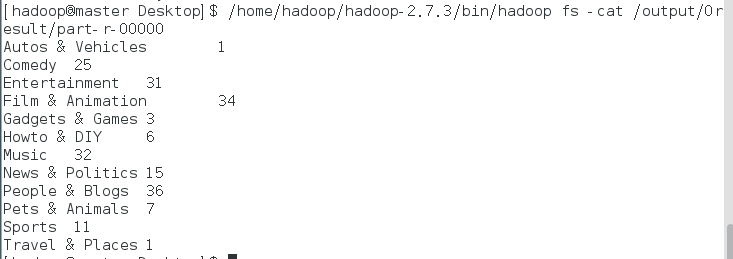 [hadoop@master Desktop]$ /home/hadoop/hadoop-2.7.3/bin/hadoop fs -cat /output/0r
esult/part-r-00000
Autos & Vehicles 1
Comedy 25
Entertainment 31
Film & Animation 34
Gadgets & Games 3
Howto & DIY 6
Music 32
News & Politics 15
People & Blogs 36
Pets & Animals 7
Sports 11
Travel & Places 1